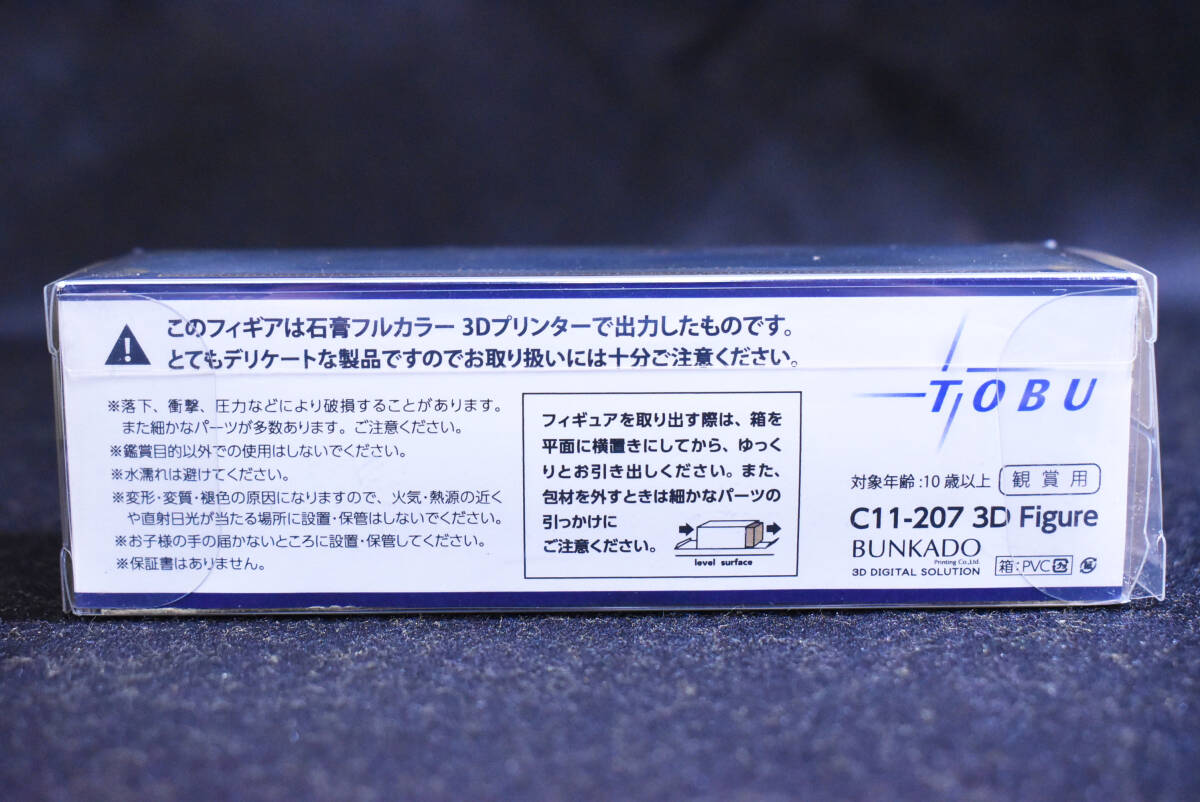 このフィギアは石膏フルカラー 3Dプリンターで出力したものです。
とてもデリケートな製品ですのでお取り扱いには十分ご注意ください。
※落下、衝撃、圧力などにより破損することがあります。
また細かなパーツが多数あります。ご注意ください。
※鑑賞目的以外での使用はしないでください。
※水濡れは避けてください。
※変形・変質・褪色の原因になりますので、火気・熱源の近く
や直射日光が当たる場所に設置・保管はしないでください。
※お子様の手の届かないところに設置・保管してください。
※保証書はありません。
フィギュアを取り出す際は、箱を
平面に横置きにしてから、ゆっく
りとお引き出しください。また、
包材を外すときは細かなパーツの
引っかけに
ご注意ください。
level surface
TOBU
対象年齢:10歳以上 観賞用
C11-207 3D Figure
BUNKADO
Printing Co.,Ltd.
3D DIGITAL SOLUTION
箱:PVC